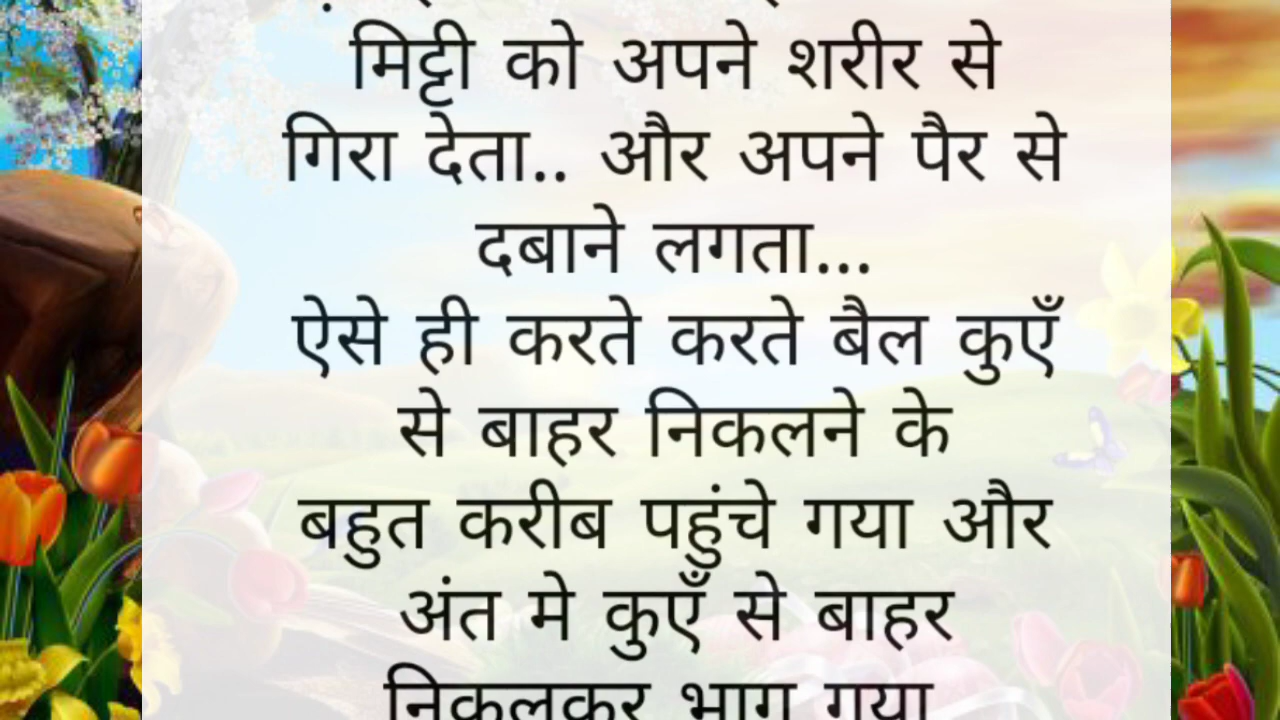 मिट्टी को अपने शरीर से
गिरा देता.. और अपने पैर से
दबाने लगता...
ऐसे ही करते करते बैल कुएँ
से बाहर निकलने के
बहुत करीब पहुंचे गया और
अंत मे कुएँ से बाहर
निकलकर भाग गया